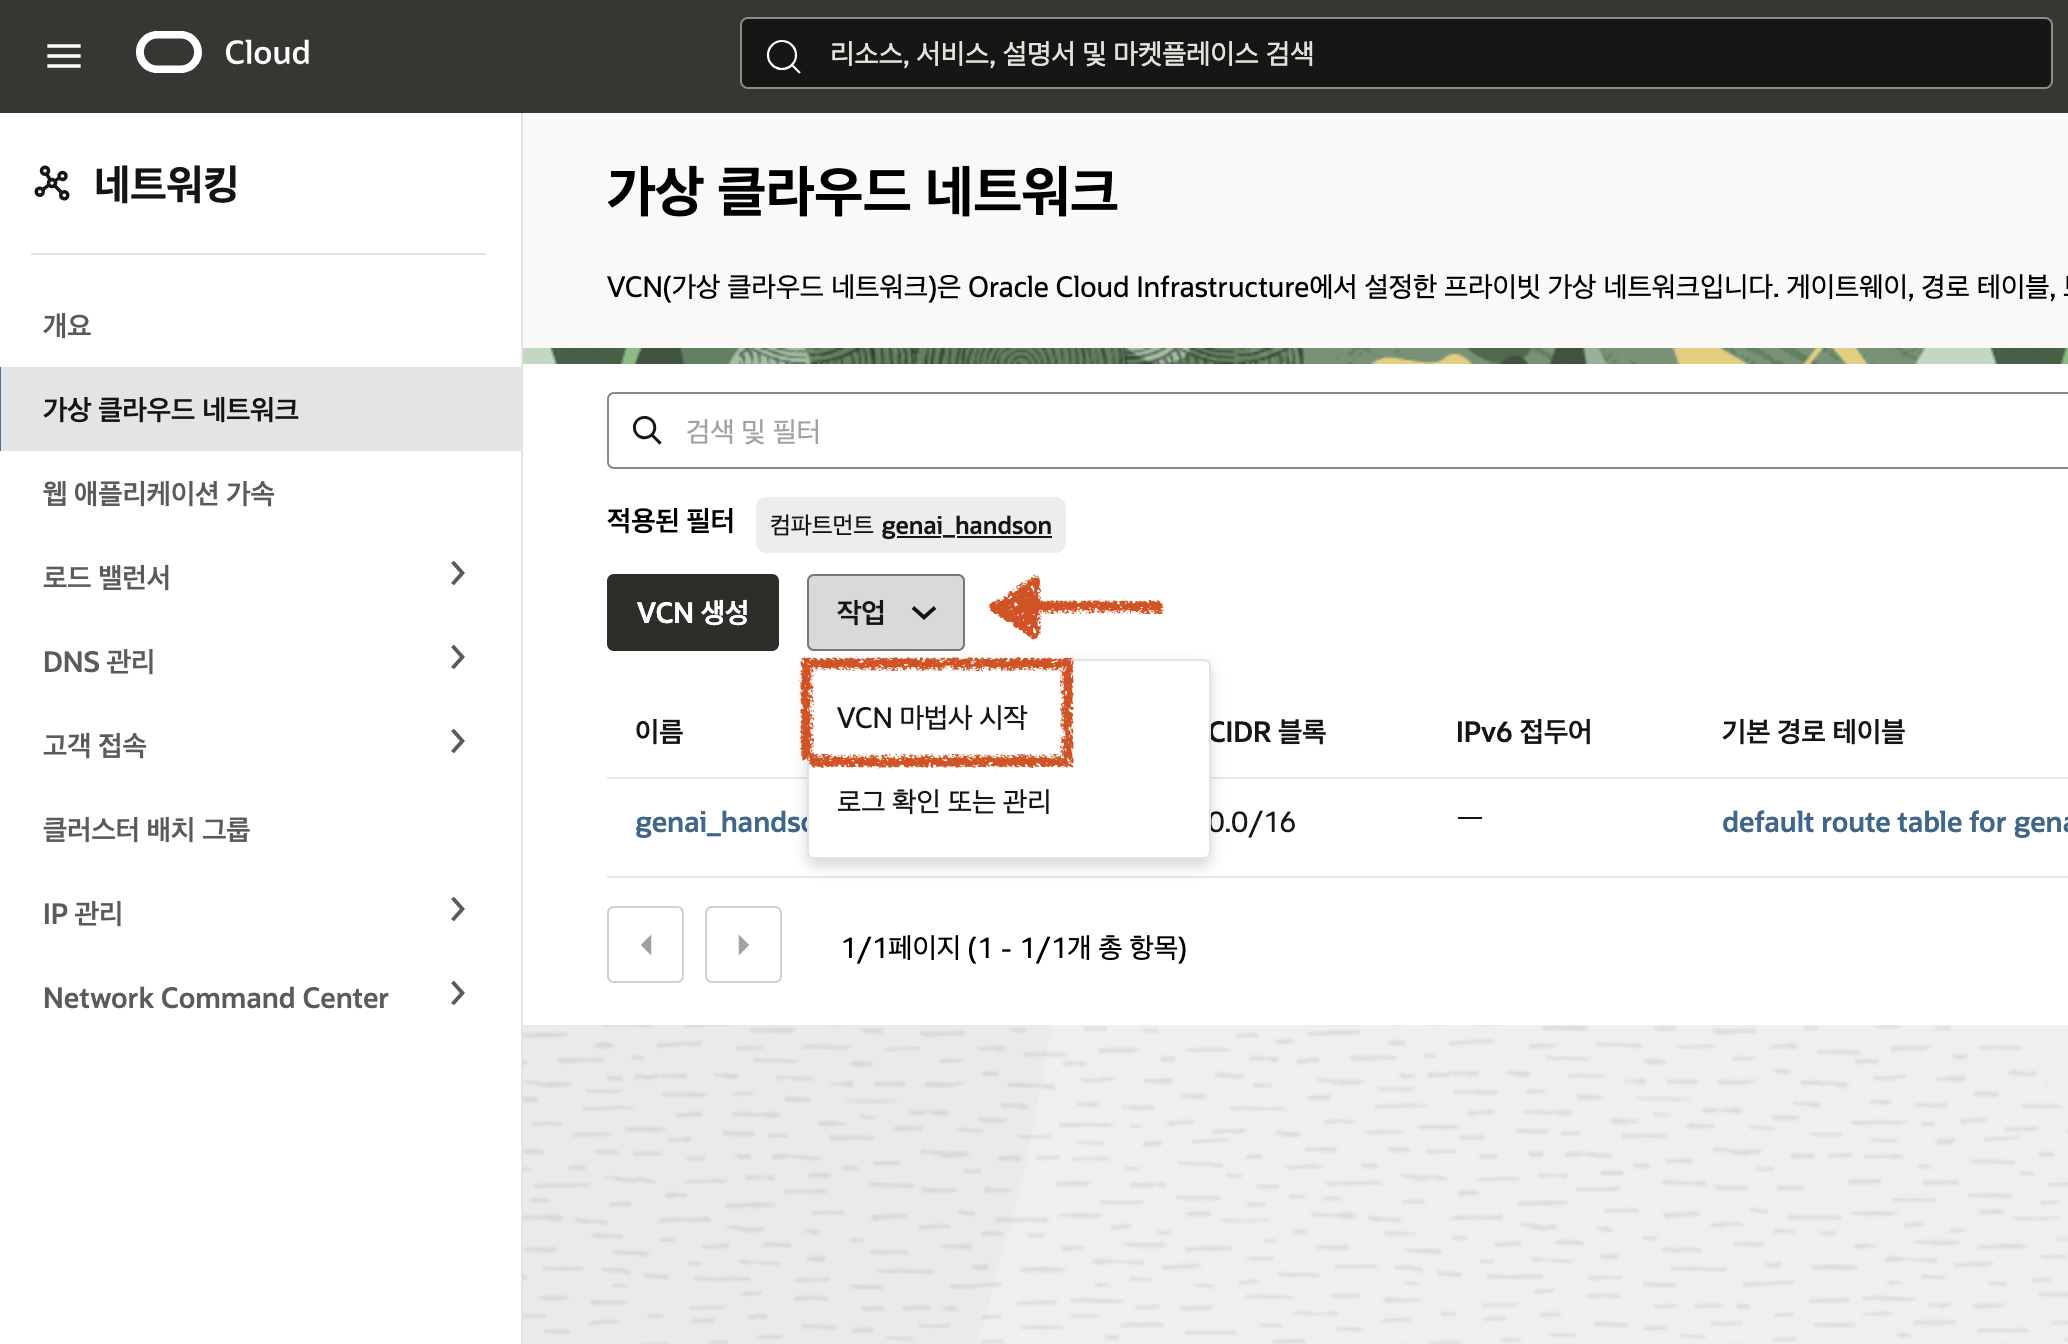 Cloud
리소스, 서비스, 설명서 및 마켓플레이스 검색
네트워킹
개요
가상 클라우드 네트워크
웹 애플리케이션 가속
로드 밸런서
DNS 관리
고객 접속
클러스터 배치 그룹
IP 관리
Network Command Center
가상 클라우드 네트워크
VCN(가상 클라우드 네트워크)은 Oracle Cloud Infrastructure에서 설정한 프라이빗 가상 네트워크입니다. 게이트웨이, 경로 테이블,
검색 및 필터
적용된 필터 컴파트먼트 genai_handson
VCN 생성 작업
VCN 마법사 시작
로그 확인 또는 관리
이름 CIDR 블록 IPv6 접두어 기본 경로 테이블
genai_handso 0.0/16 — default route table for gena
1/1페이지 (1 - 1/1개 총 항목)